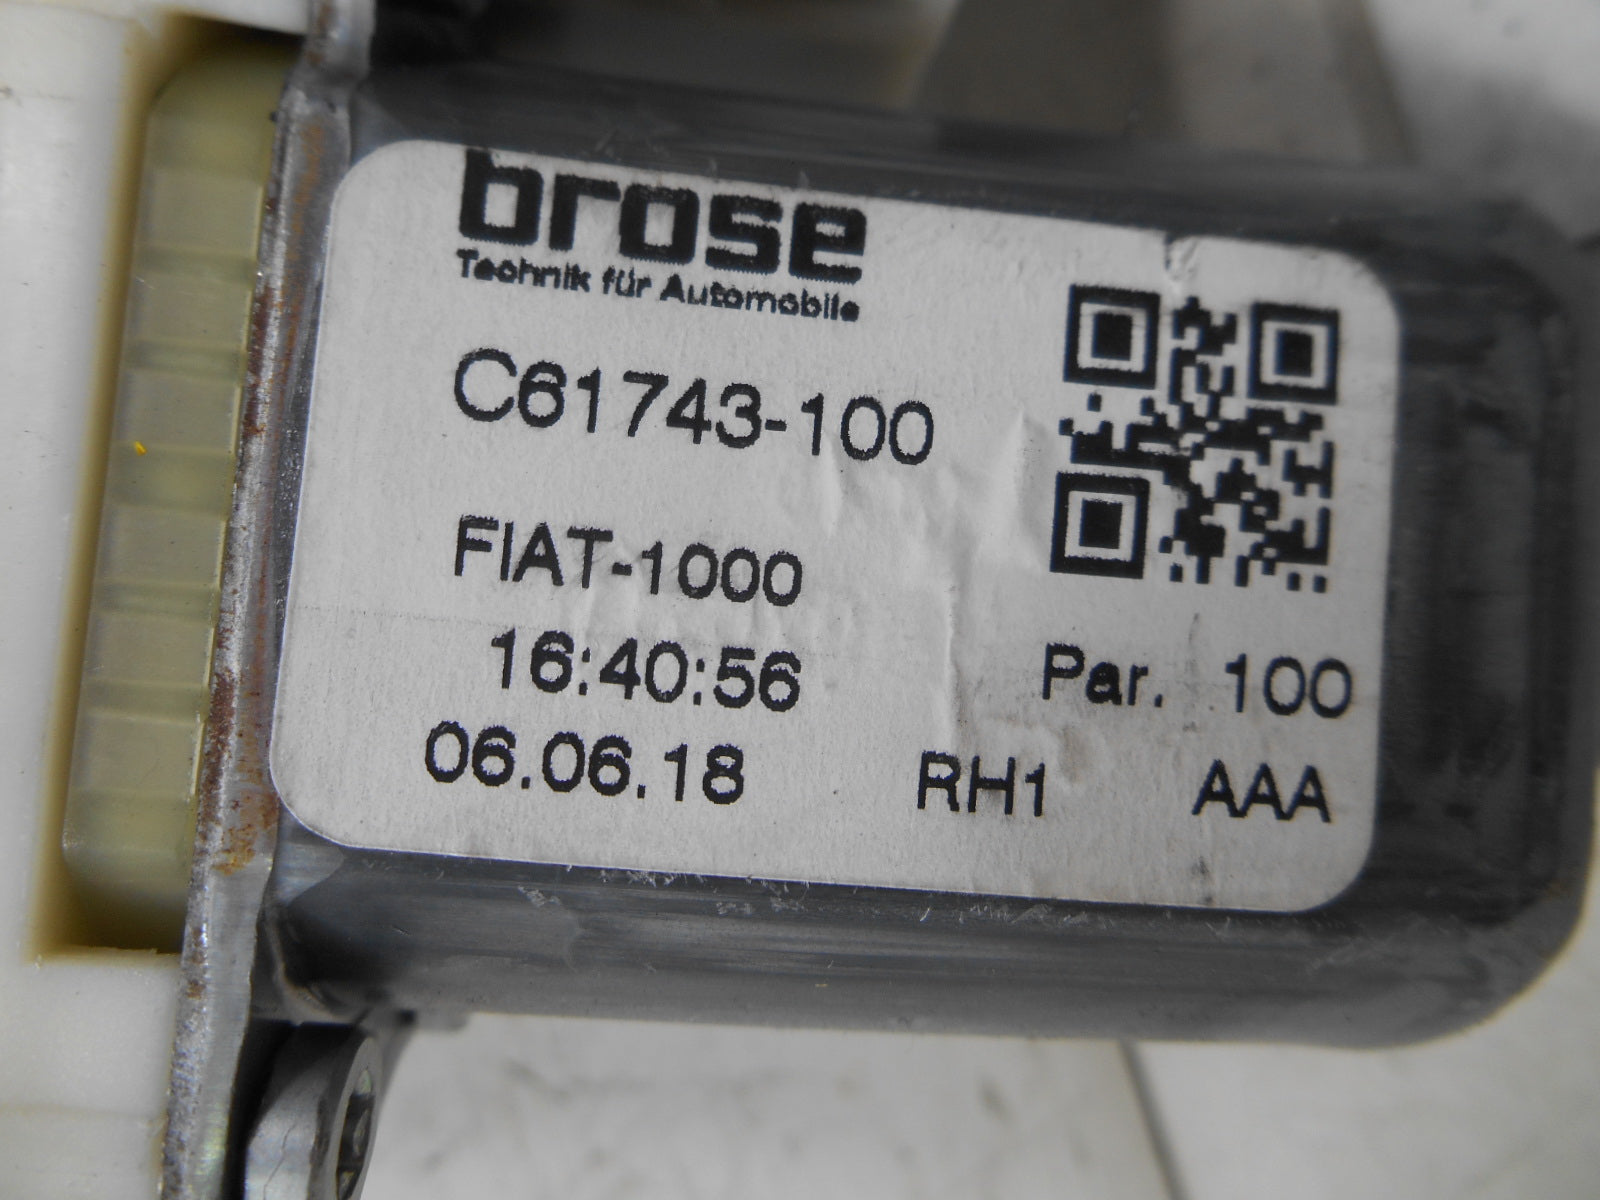 brose
Technik für Automobile
C61743-100
FIAT-1000
16:40:56
Par. 100
06.06.18 RH1 AAA